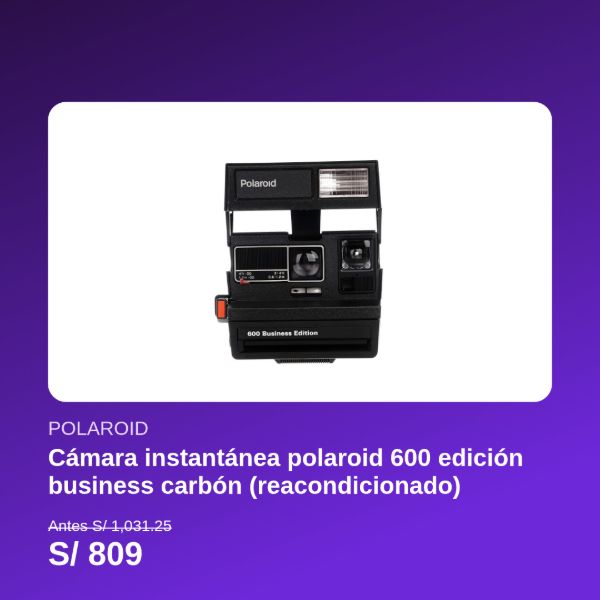 Polaroid
600 Business Edition
POLAROID
Cámara instantánea polaroid 600 edición
business carbón (reacondicionado)
Antes S/ 1,031.25
S/ 809